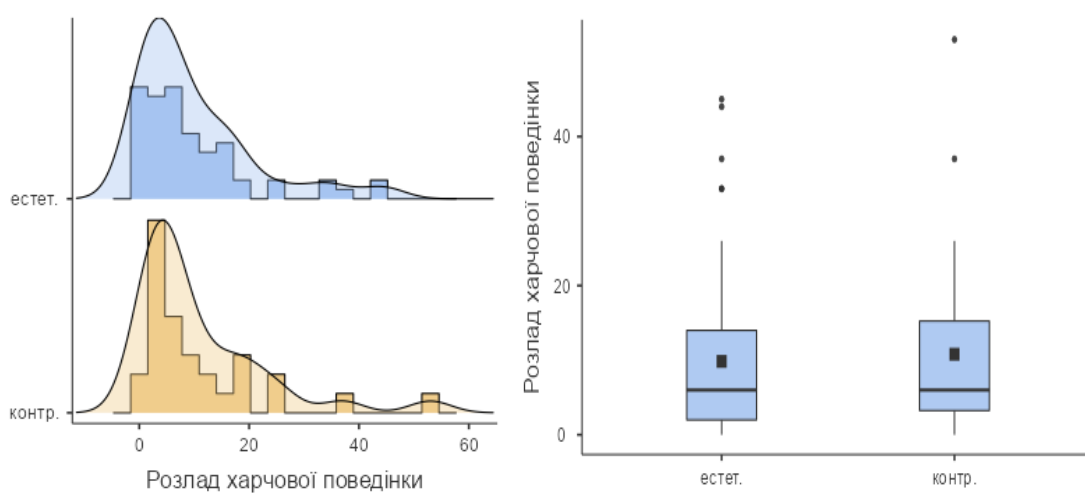 естет.
контр.
0
20
40
60
Розлад харчової поведінки
Розлад харчової поведінки
40
20
0
естет.
контр.